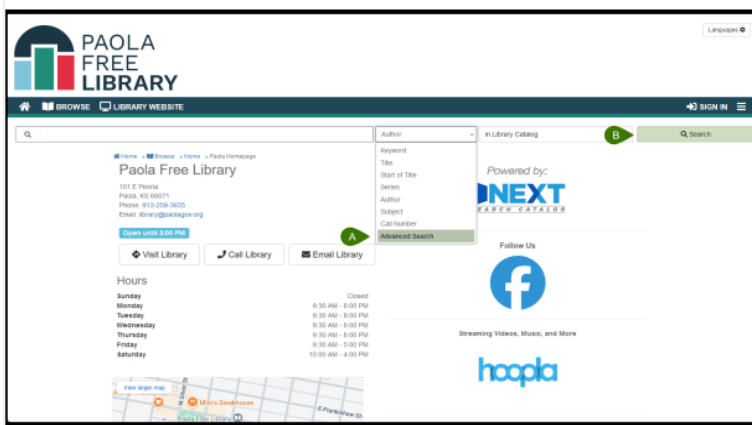 PAOLA
FREE
LIBRARY
Languages
BROWSE LIBRARY WEBSITE SIGN IN
Author in Library Catalog B Search
Home » Browse » Home » Paola Homepage
Paola Free Library
101 E Peoria
Paola, KS 66071
Phone: 913-259-3655
Email: library@paolagov.org
Open until 8:00 PM
Visit Library Call Library Email Library
Keyword
Title
Start of Title
Series
Author
Subject
Call Number
A Advanced Search
Hours
Sunday Closed
Monday 9:30 AM - 8:00 PM
Tuesday 9:30 AM - 8:00 PM
Wednesday 9:30 AM - 8:00 PM
Thursday 9:30 AM - 8:00 PM
Friday 9:30 AM - 5:00 PM
Saturday 10:00 AM - 4:00 PM
View larger map
Milo's Steakhouse
Paola Free Library
Powered by:
NEXT
SEARCH CATALOG
Follow Us
Streaming Videos, Music, and More
hoopla